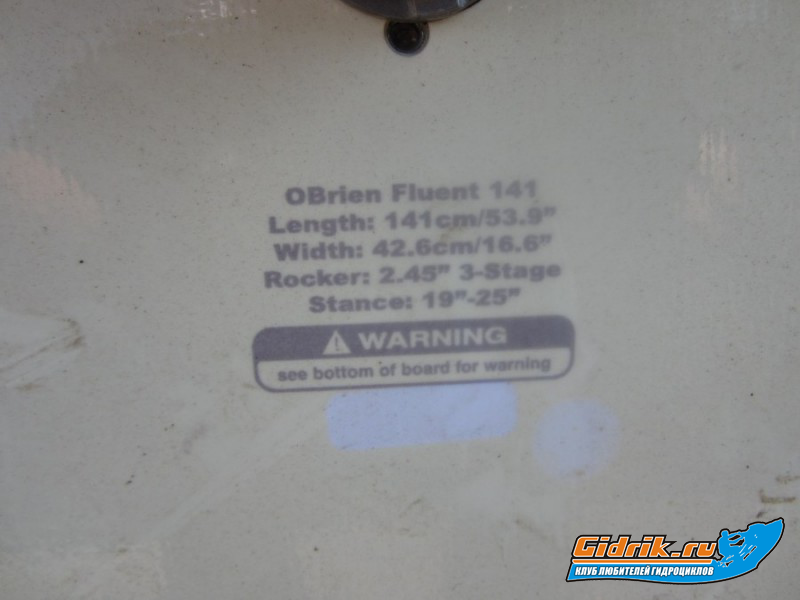 OBrien Fluent 141
Length: 141cm/53.9”
Width: 42.6cm/16.6”
Rocker: 2.45” 3-Stage
Stance: 19”-25”
WARNING
see bottom of board for warning
Gidrik.ru
КЛУБ ЛЮБИТЕЛЕЙ ГИДРОЦИКЛОВ